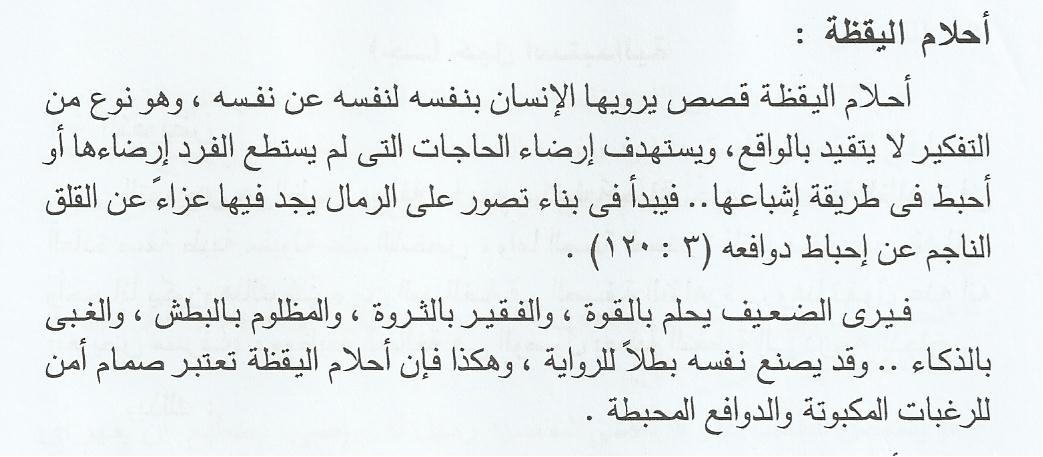 أحلام اليقظة :
أحلام اليقظة قصص يرويها الإنسان بنفسه لنفسه عن نفسه ، وهو نوع من
التفكير لا يتقيد بالواقع، ويستهدف إرضاء الحاجات التى لم يستطع الفرد إرضاءها أو
أحبط فى طريقة إشباعها.. فيبدأ فى بناء تصور على الرمال يجد فيها عزاءً عن القلق
الناجم عن إحباط دوافعه (٣ : ١٢٠) .
فيرى الضعيف يحلم بالقوة ، والفقير بالثروة ، والمظلوم بالبطش ، والغبى
بالذكاء .. وقد يصنع نفسه بطلاً للرواية ، وهكذا فإن أحلام اليقظة تعتبر صمام أمن
للرغبات المكبوتة والدوافع المحبطة .